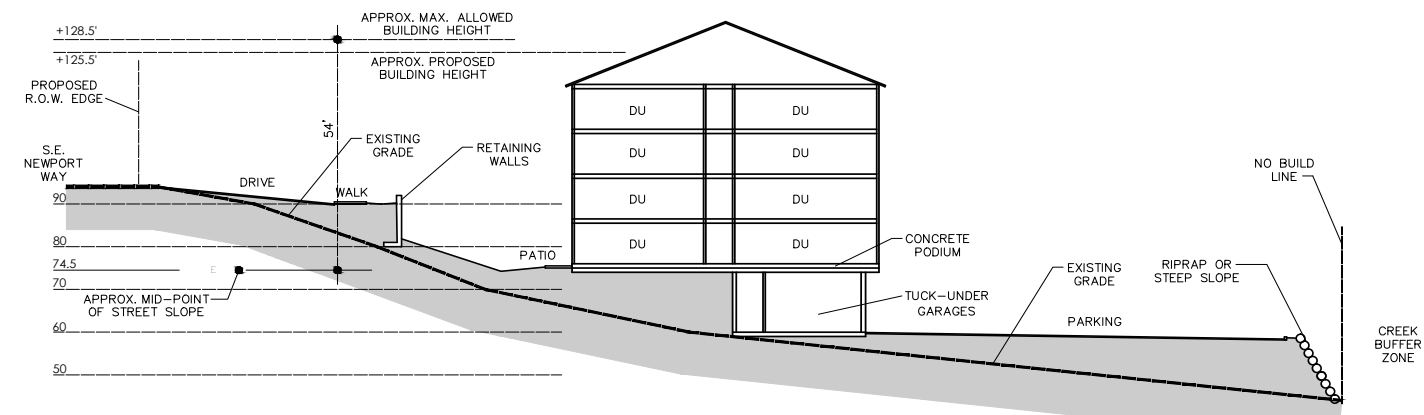 +128.5'
APPROX. MAX. ALLOWED
BUILDING HEIGHT
+125.5'
APPROX. PROPOSED
BUILDING HEIGHT
PROPOSED
R.O.W. EDGE
54'
S.E.
NEWPORT
WAY
EXISTING
GRADE
RETAINING
WALLS
DRIVE
WALK
90
80
74.5
E
70
60
50
APPROX. MID-POINT
OF STREET SLOPE
PATIO
DU
DU
DU
DU
DU
DU
DU
DU
CONCRETE
PODIUM
TUCK-UNDER
GARAGES
EXISTING
GRADE
PARKING
RIPRAP OR
STEEP SLOPE
NO BUILD
LINE
CREEK
BUFFER
ZONE